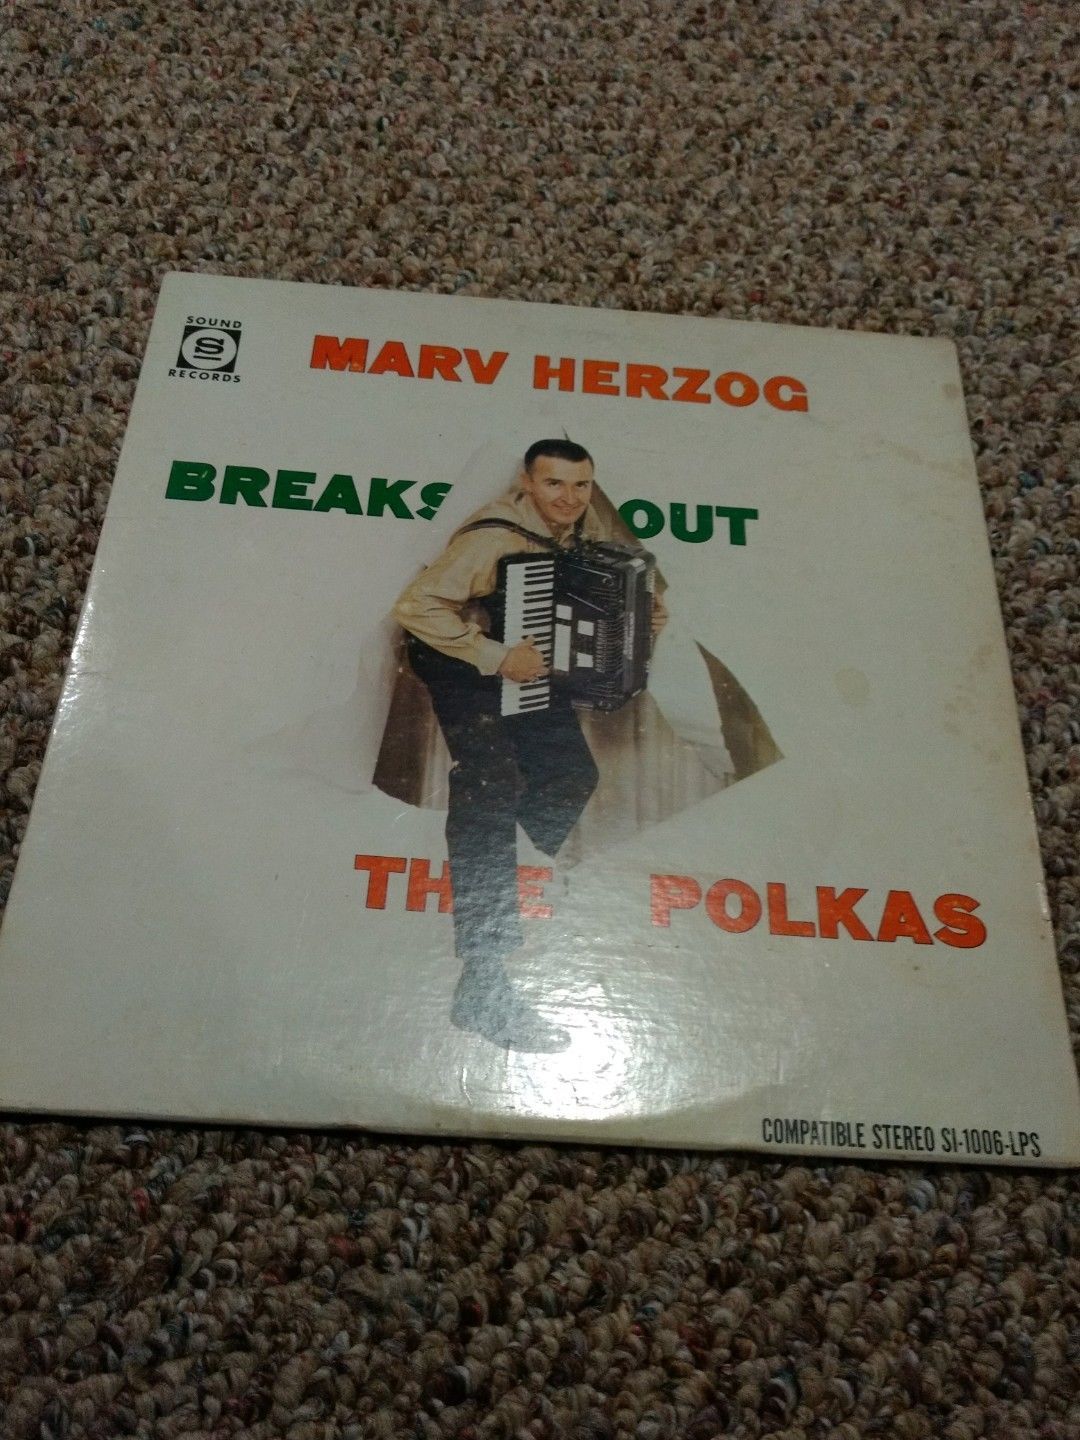 SOUND
S
RECORDS
MARV HERZOG
BREAKS OUT
THE POLKAS
COMPATIBLE STEREO SI-1006-LPS